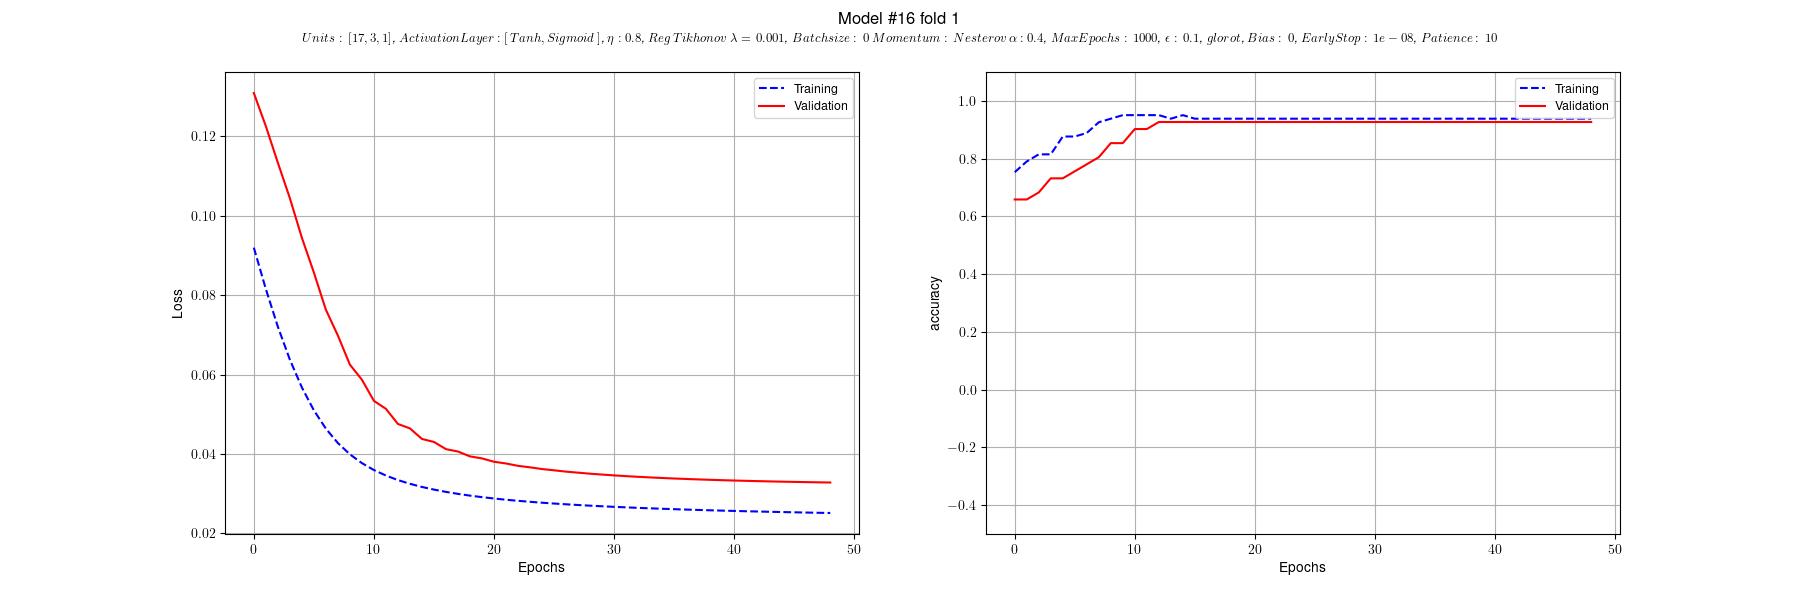 Model #16 fold 1
Units : [17, 3, 1], ActivationLayer : [ Tanh, Sigmoid ], η : 0.8, Reg Tikhonov λ = 0.001, Batchsize : 0 Momentum : Nesterov α : 0.4, MaxEpochs : 1000, ϵ : 0.1, glorot, Bias : 0, EarlyStop : 1e − 08, Patience : 10
Training
Validation
0.12
0.10
0.08
0.06
0.04
0.02
Loss
0 10 20 30 40 50
Epochs
Training
Validation
1.0
0.8
0.6
0.4
0.2
0.0
−0.2
−0.4
accuracy
0 10 20 30 40 50
Epochs